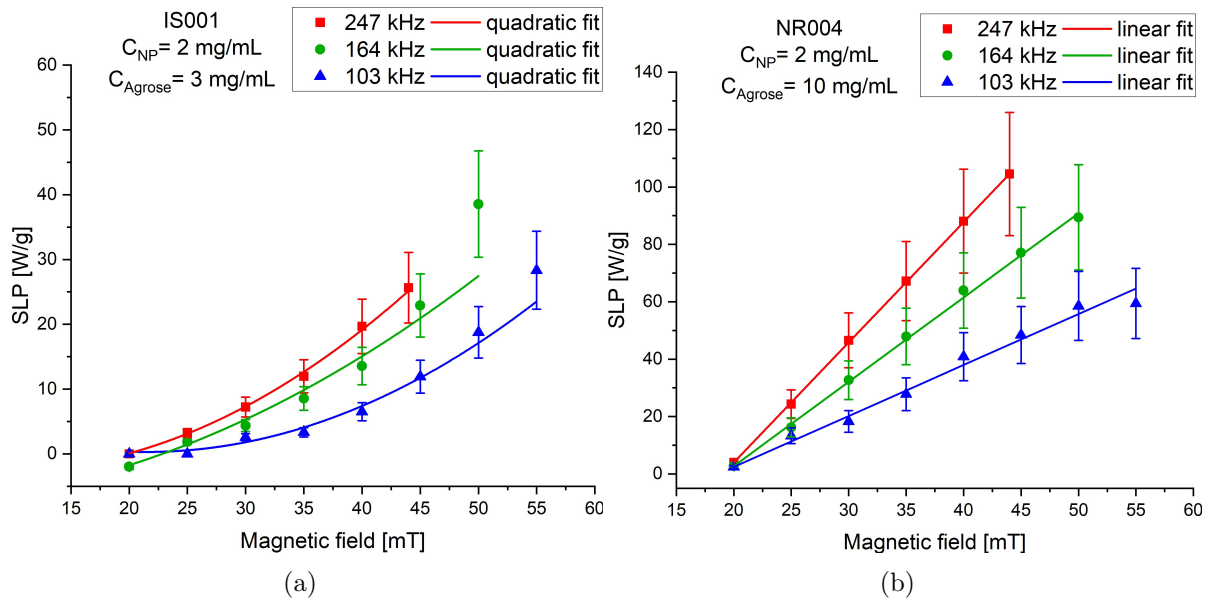 IS001
C_NP= 2 mg/mL
C_Agrose= 3 mg/mL
247 kHz quadratic fit
164 kHz quadratic fit
103 kHz quadratic fit
60
50
40
30
20
10
0
SLP [W/g]
15 20 25 30 35 40 45 50 55 60
Magnetic field [mT]
(a)
NR004
C_NP= 2 mg/mL
C_Agrose= 10 mg/mL
247 kHz linear fit
164 kHz linear fit
103 kHz linear fit
140
120
100
80
60
40
20
0
SLP [W/g]
15 20 25 30 35 40 45 50 55 60
Magnetic field [mT]
(b)